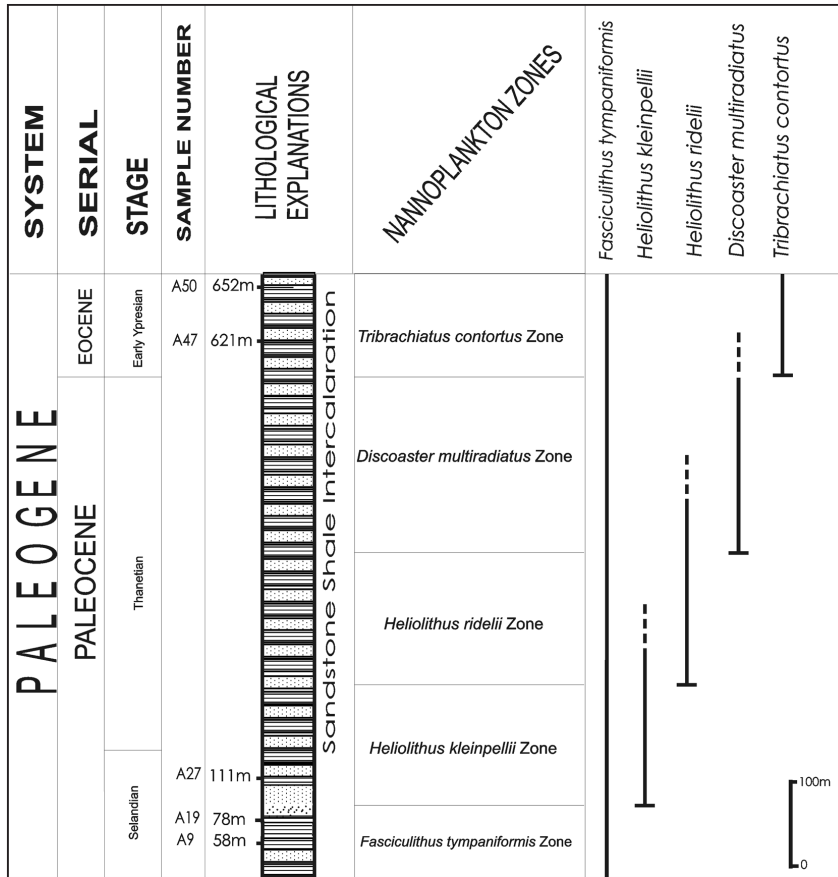 SYSTEM
SERIAL
STAGE
SAMPLE NUMBER
LITHOLOGICAL
EXPLANATIONS
NANNOPLANKTON ZONES
Fasciculithus tympaniformis
Heliolithus kleinpellii
Heliolithus ridelii
Discoaster multiradiatus
Tribrachiatus contortus
PALEOGENE
EOCENE
PALEOCENE
Early Ypresian
Thanetian
Selandian
A50 652m
A47 621m
A27 111m
A19 78m
A9 58m
Sandstone Shale Intercalaration
Tribrachiatus contortus Zone
Discoaster multiradiatus Zone
Heliolithus ridelii Zone
Heliolithus kleinpellii Zone
Fasciculithus tympaniformis Zone
100m
0